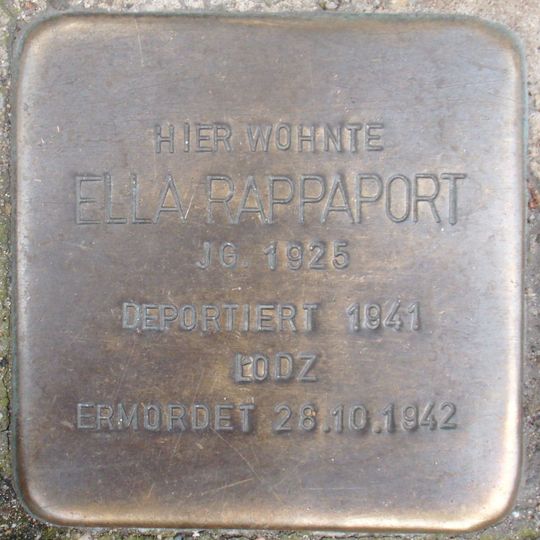 HIER WOHNTE
ELLA RAPPAPORT
JG. 1925
DEPORTIERT 1941
LODZ
ERMORDET 28.10.1942